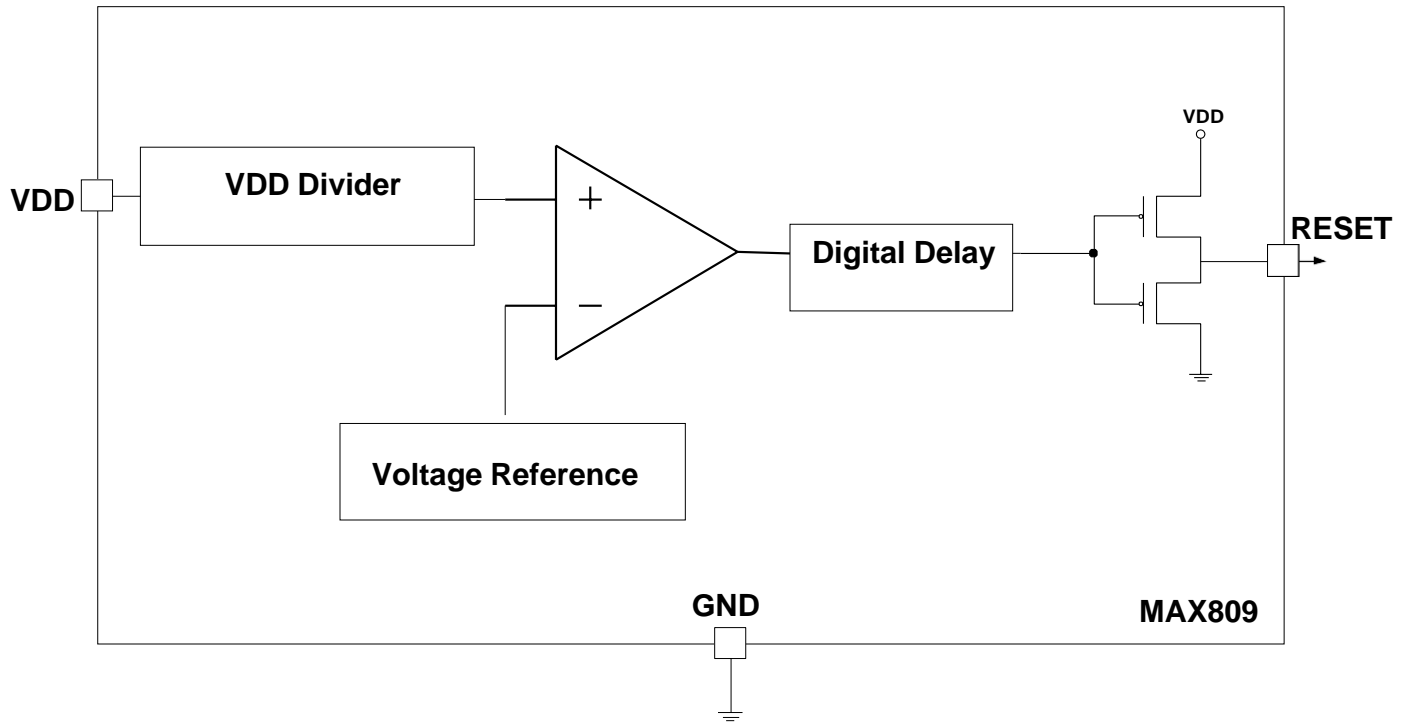 VDD
VDD Divider
VDD
+
RESET
Digital Delay
−
Voltage Reference
GND
MAX809